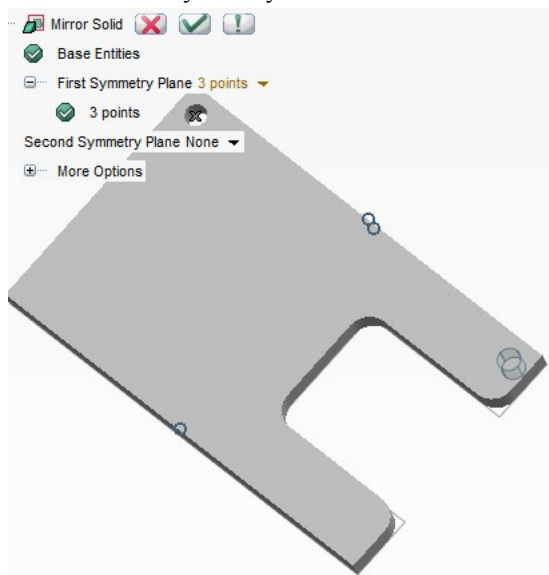 Mirror Solid
Base Entities
First Symmetry Plane 3 points
3 points
Second Symmetry Plane None
More Options